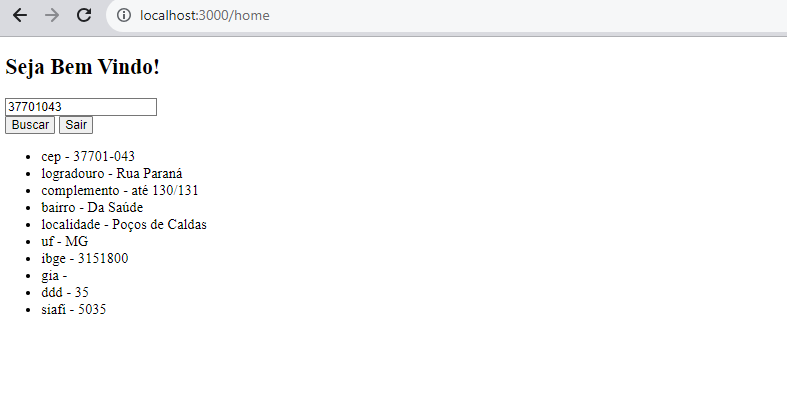 localhost:3000/home
Seja Bem Vindo!
37701043
Buscar Sair
cep - 37701-043
logradouro - Rua Paraná
complemento - até 130/131
bairro - Da Saúde
localidade - Poços de Caldas
uf - MG
ibge - 3151800
gia -
ddd - 35
siafi - 5035